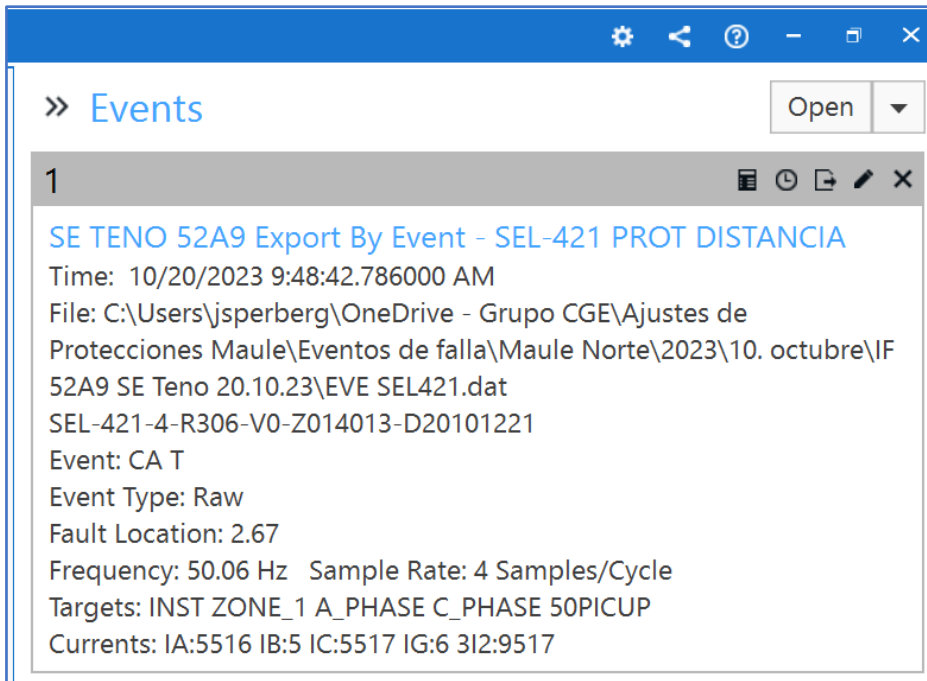 Events
Open
1
SE TENO 52A9 Export By Event - SEL-421 PROT DISTANCIA
Time:  10/20/2023 9:48:42.786000 AM
File: C:\Users\jsperberg\OneDrive - Grupo CGE\Ajustes de
Protecciones Maule\Eventos de falla\Maule Norte\2023\10. octubre\IF
52A9 SE Teno 20.10.23\EVE SEL421.dat
SEL-421-4-R306-V0-Z014013-D20101221
Event: CA T
Event Type: Raw
Fault Location: 2.67
Frequency: 50.06 Hz   Sample Rate: 4 Samples/Cycle
Targets: INST ZONE_1 A_PHASE C_PHASE 50PICUP
Currents: IA:5516 IB:5 IC:5517 IG:6 3I2:9517